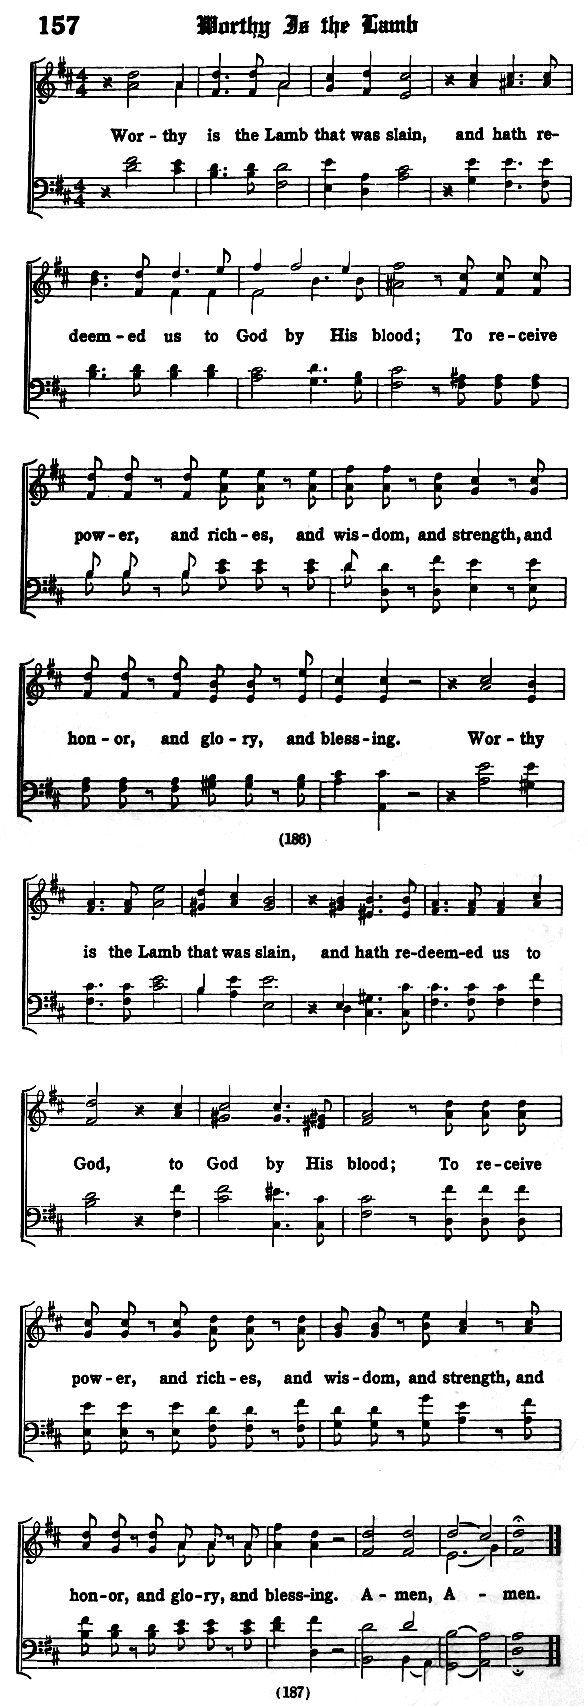 157 Worthy Is the Lamb
Wor - thy is the Lamb that was slain, and hath re-
deem - ed us to God by His blood; To re - ceive
pow - er, and rich - es, and wis - dom, and strength, and
hon - or, and glo - ry, and bless - ing. Wor - thy
(186)
is the Lamb that was slain, and hath re - deem - ed us to
God, to God by His blood; To re - ceive
pow - er, and rich - es, and wis - dom, and strength, and
hon - or, and glo - ry, and bless - ing. A - men, A - men.
(187)